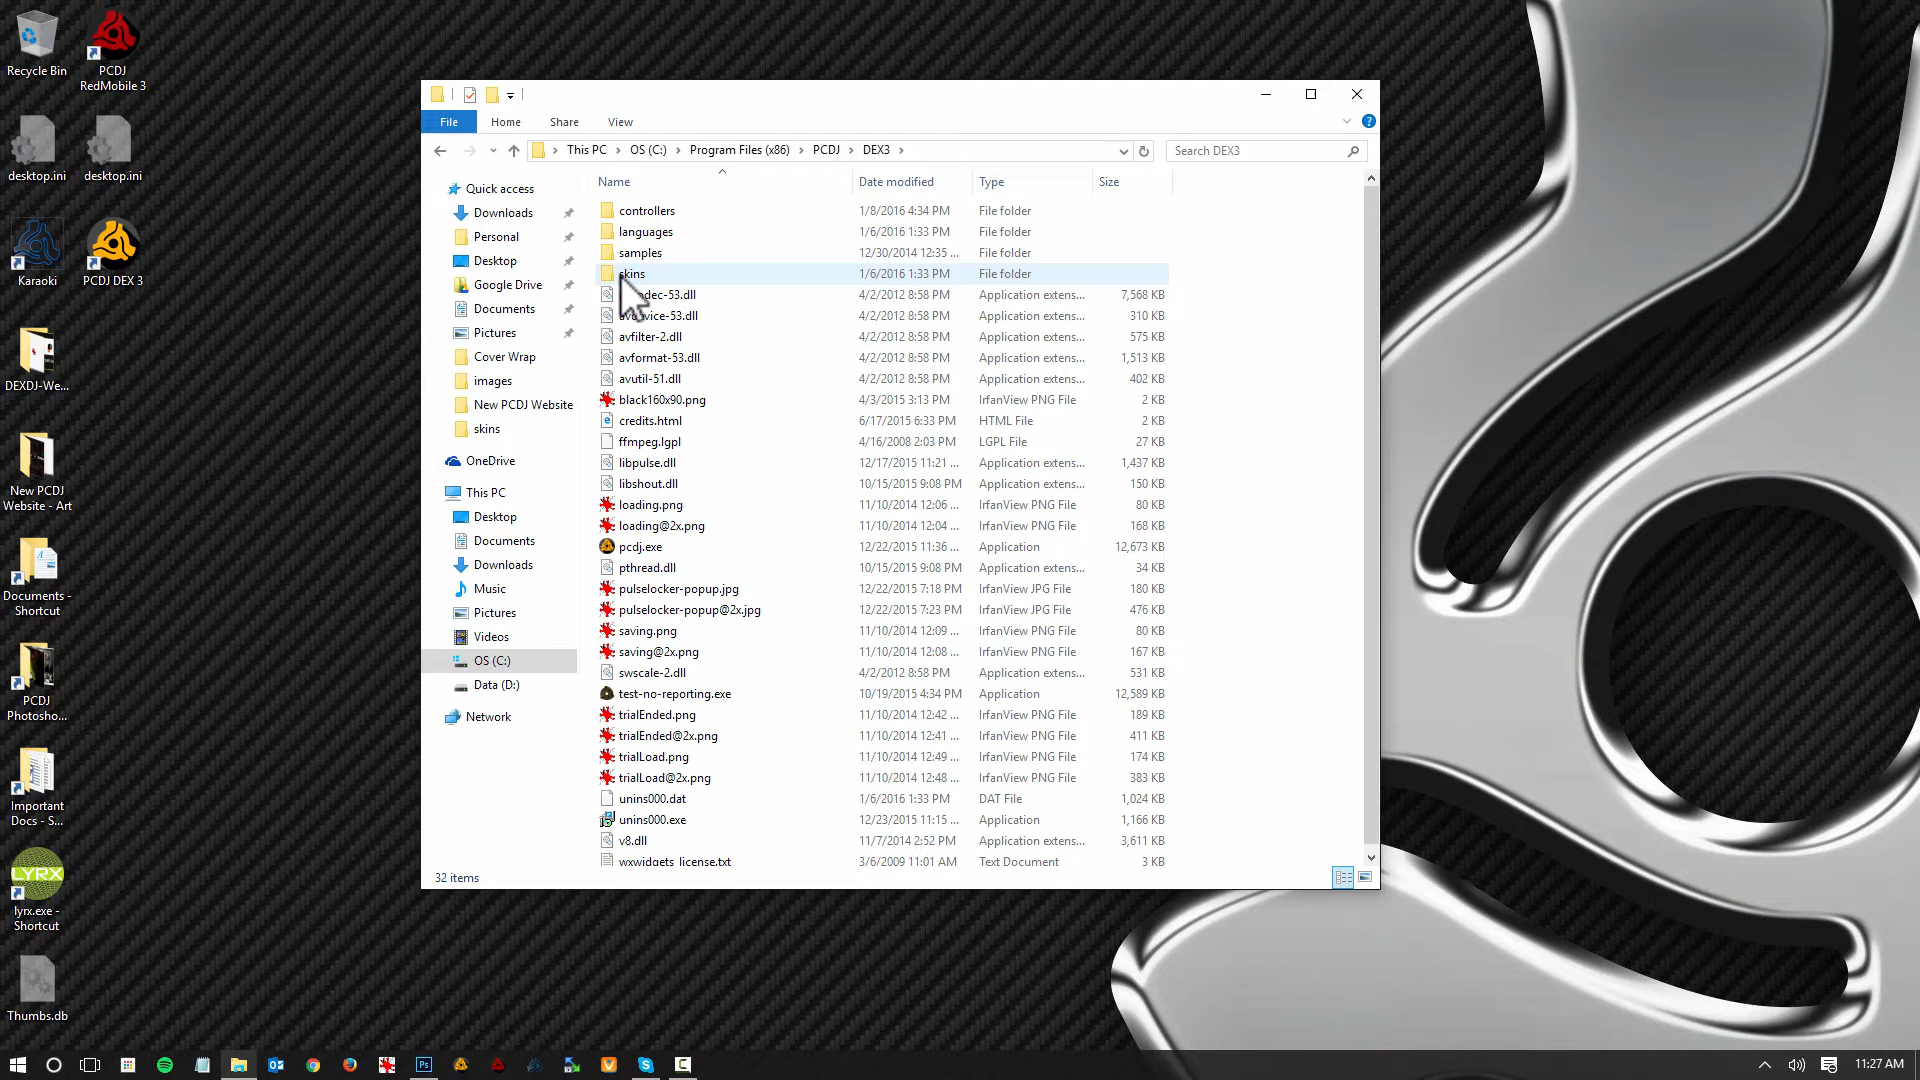 Recycle Bin
PCDJ
RedMobile 3
desktop.ini
desktop.ini
Karaoki
PCDJ DEX 3
DEXDJ-We...
New PCDJ
Website - Art
Documents -
Shortcut
PCDJ
Photosho...
Important
Docs - S...
LYRX
lyrx.exe -
Shortcut
Thumbs.db
File Home Share View
This PC OS (C:) Program Files (x86) PCDJ DEX3
Search DEX3
Quick access
Downloads
Personal
Desktop
Google Drive
Documents
Pictures
Cover Wrap
images
New PCDJ Website
skins
OneDrive
This PC
Desktop
Documents
Downloads
Music
Pictures
Videos
OS (C:)
Data (D:)
Network
Name Date modified Type Size
controllers 1/8/2016 4:34 PM File folder
languages 1/6/2016 1:33 PM File folder
samples 12/30/2014 12:35 ... File folder
skins 1/6/2016 1:33 PM File folder
dec-53.dll 4/2/2012 8:58 PM Application extens... 7,568 KB
4/2/2012 8:58 PM Application extens... 310 KB
avfilter-2.dll 4/2/2012 8:58 PM Application extens... 575 KB
avformat-53.dll 4/2/2012 8:58 PM Application extens... 1,513 KB
avutil-51.dll 4/2/2012 8:58 PM Application extens... 402 KB
black160x90.png 4/3/2015 3:13 PM IrfanView PNG File 2 KB
credits.html 6/17/2015 6:33 PM HTML File 2 KB
ffmpeg.lgpl 4/16/2008 2:03 PM LGPL File 27 KB
libpulse.dll 12/17/2015 11:21 ... Application extens... 1,437 KB
libshout.dll 10/15/2015 9:08 PM Application extens... 150 KB
loading.png 11/10/2014 12:06 ... IrfanView PNG File 80 KB
loading@2x.png 11/10/2014 12:04 ... IrfanView PNG File 168 KB
pcdj.exe 12/22/2015 11:36 ... Application 12,673 KB
pthread.dll 10/15/2015 9:08 PM Application extens... 34 KB
pulselocker-popup.jpg 12/22/2015 7:18 PM IrfanView JPG File 180 KB
pulselocker-popup@2x.jpg 12/22/2015 7:23 PM IrfanView JPG File 476 KB
saving.png 11/10/2014 12:09 ... IrfanView PNG File 80 KB
saving@2x.png 11/10/2014 12:08 ... IrfanView PNG File 167 KB
swscale-2.dll 4/2/2012 8:58 PM Application extens... 531 KB
test-no-reporting.exe 10/19/2015 4:34 PM Application 12,589 KB
trialEnded.png 11/10/2014 12:42 ... IrfanView PNG File 189 KB
trialEnded@2x.png 11/10/2014 12:41 ... IrfanView PNG File 411 KB
trialLoad.png 11/10/2014 12:49 ... IrfanView PNG File 174 KB
trialLoad@2x.png 11/10/2014 12:48 ... IrfanView PNG File 383 KB
unins000.dat 1/6/2016 1:33 PM DAT File 1,024 KB
unins000.exe 12/23/2015 11:15 ... Application 1,166 KB
v8.dll 11/7/2014 2:52 PM Application extens... 3,611 KB
wxwidgets_license.txt 3/6/2009 11:01 AM Text Document 3 KB
32 items
Ps
11:27 AM